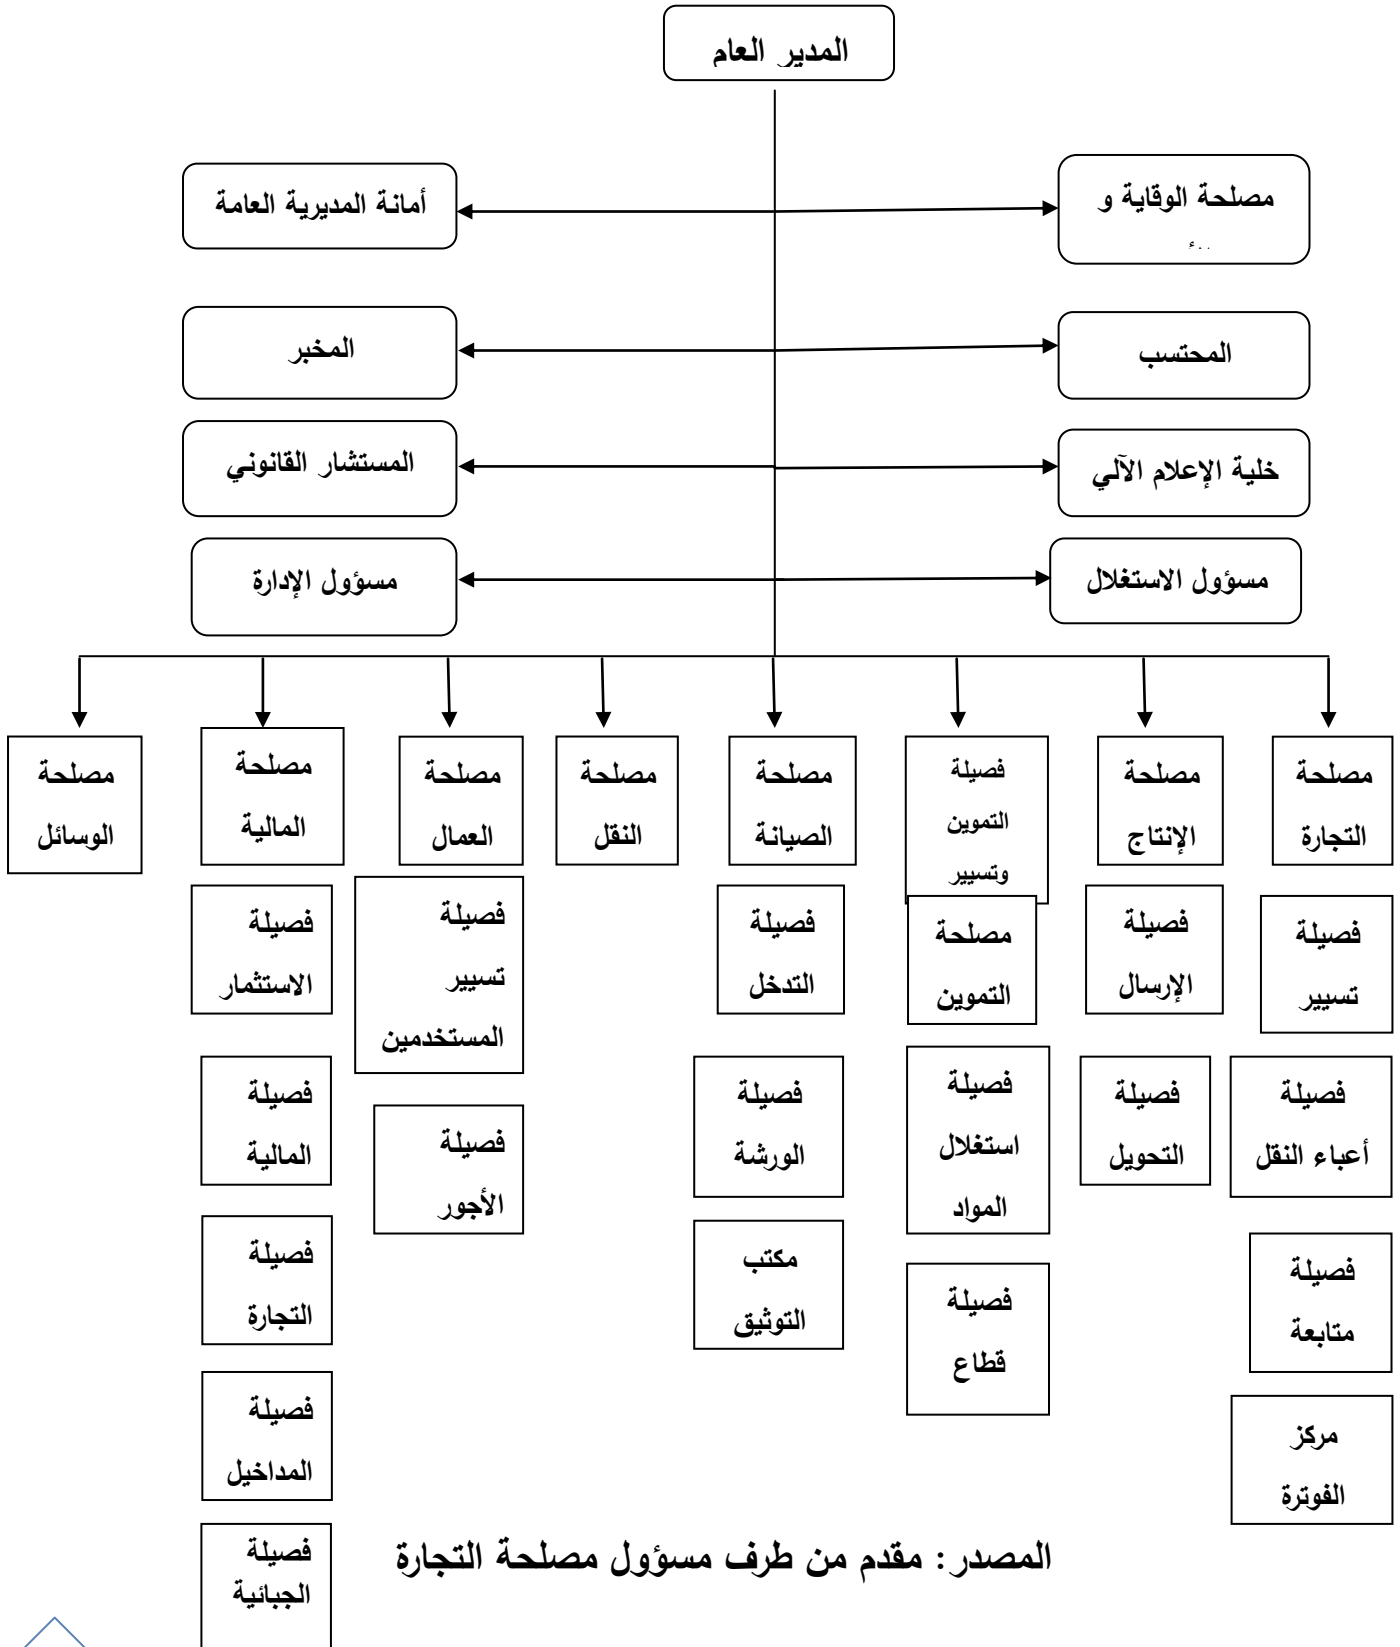 المدير العام
مصلحة الوقاية و
أمانة المديرية العامة
المحتسب
المخبر
خلية الإعلام الآلي
المستشار القانوني
مسؤول الاستغلال
مسؤول الإدارة
مصلحة
التجارة
مصلحة
الإنتاج
فصيلة
التموين
وتسيير
مصلحة
الصيانة
مصلحة
النقل
مصلحة
العمال
مصلحة
المالية
مصلحة
الوسائل
فصيلة
تسيير
فصيلة
أعباء النقل
فصيلة
متابعة
مركز
الفوترة
فصيلة
الإرسال
فصيلة
التحويل
مصلحة
التموين
فصيلة
استغلال
المواد
فصيلة
قطاع
فصيلة
التدخل
فصيلة
الورشة
مكتب
التوثيق
فصيلة
تسيير
المستخدمين
فصيلة
الأجور
فصيلة
الاستثمار
فصيلة
المالية
فصيلة
التجارة
فصيلة
المداخيل
فصيلة
الجبائية
المصدر: مقدم من طرف مسؤول مصلحة التجارة